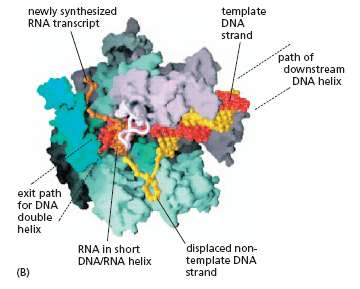 newly synthesized
RNA transcript
template
DNA
strand
path of
downstream
DNA helix
exit path
for DNA
double
helix
RNA in short
DNA/RNA helix
displaced non-
template DNA
strand
(B)